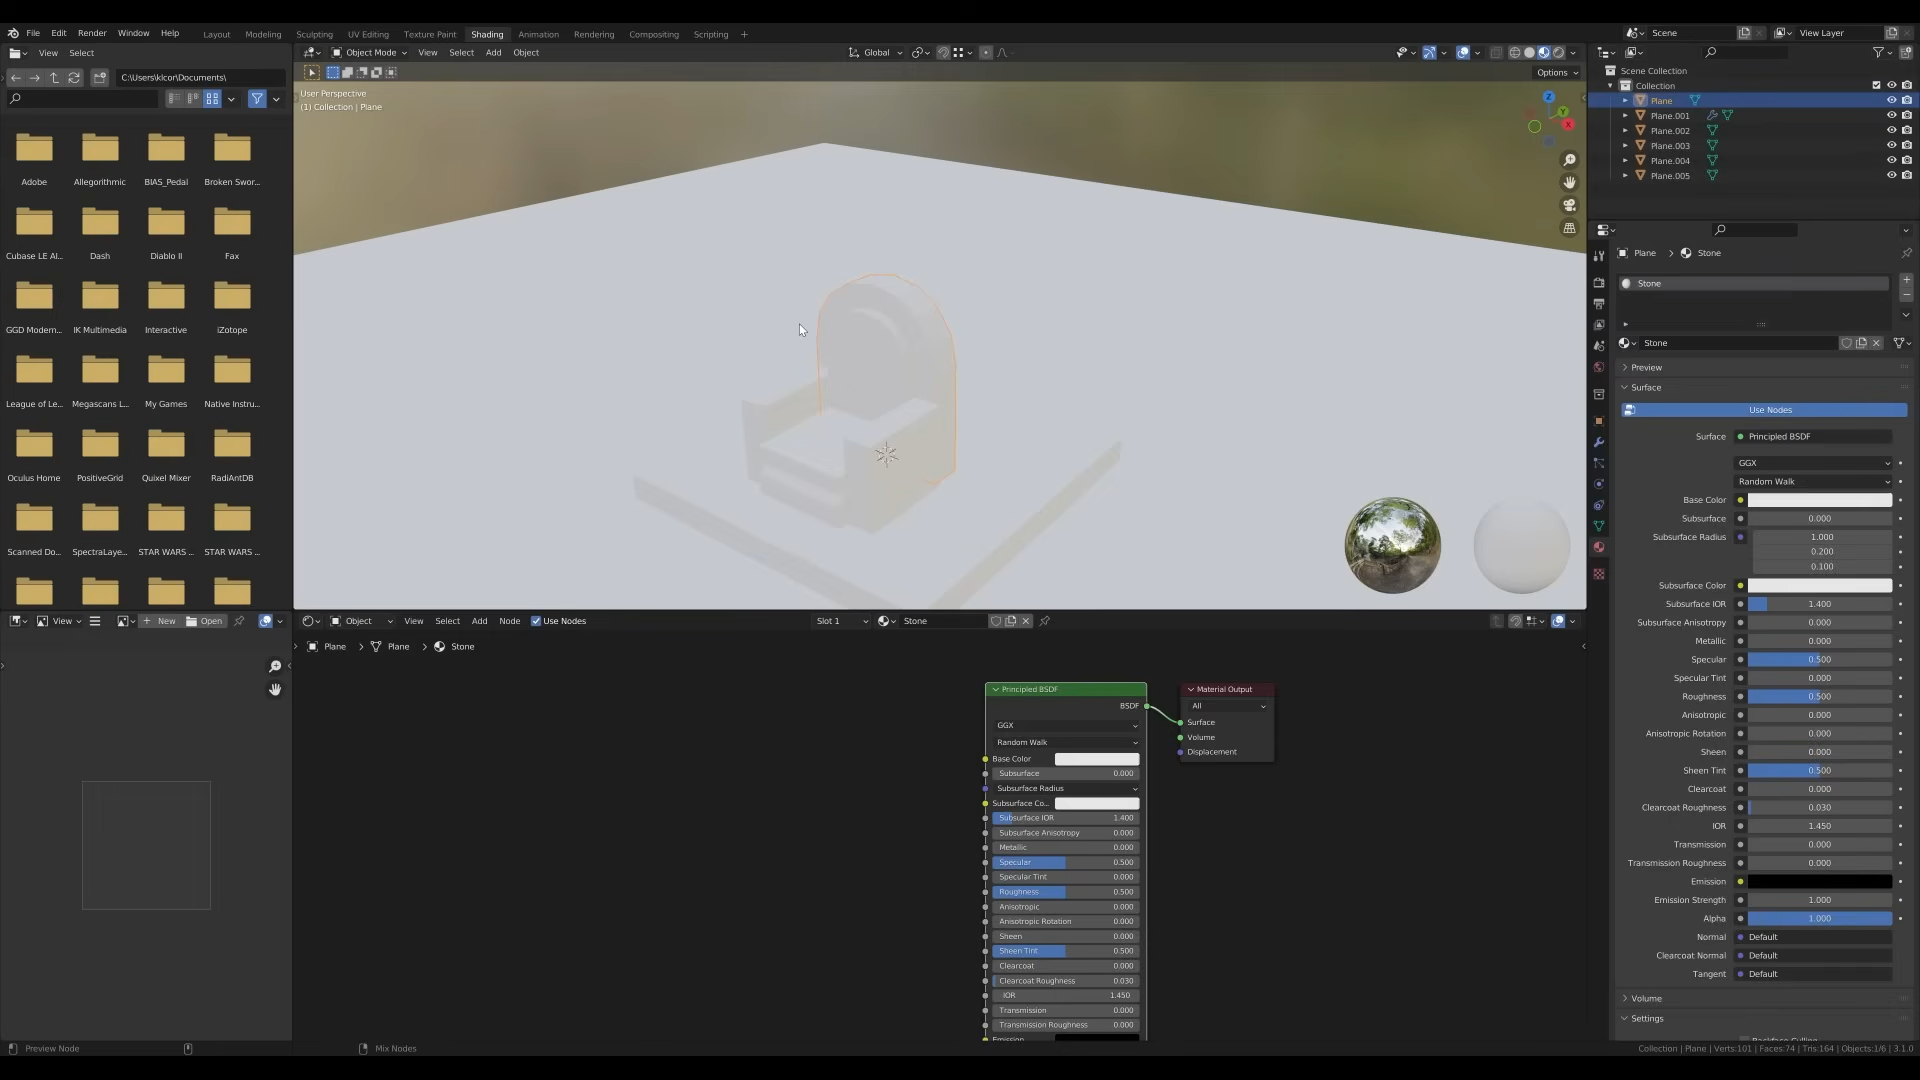 File Edit Render Window Help Layout Modeling Sculpting UV Editing Texture Paint Shading Animation Rendering Compositing Scripting + Scene View Layer
View Select
Object Mode View Select Add Object Global
C:\Users\klcon\Documents\
Options
User Perspective
(1) Collection | Plane
Adobe Allegorithmic BIAS_Pedal Broken Swor...
Cubase LE AI... Dash Diablo II Fax
GGD Modern... IK Multimedia Interactive iZotope
League of Le... Megascans L... My Games Native Instru...
Oculus Home PositiveGrid Quixel Mixer RadiAntDB
Scanned Do... SpectraLaye... STAR WARS ... STAR WARS ...
Z
Y
X
Scene Collection
Collection
Plane
Plane.001
Plane.002
Plane.003
Plane.004
Plane.005
Plane > Stone
Stone
Stone
Preview
Surface
Use Nodes
Surface Principled BSDF
GGX
Random Walk
Base Color
Subsurface 0.000
Subsurface Radius 1.000
0.200
0.100
Subsurface Color
Subsurface IOR 1.400
Subsurface Anisotropy 0.000
Metallic 0.000
Specular 0.500
Specular Tint 0.000
Roughness 0.500
Anisotropic 0.000
Anisotropic Rotation 0.000
Sheen 0.000
Sheen Tint 0.500
Clearcoat 0.000
Clearcoat Roughness 0.030
IOR 1.450
Transmission 0.000
Transmission Roughness 0.000
Emission
Emission Strength 1.000
Alpha 1.000
Normal Default
Clearcoat Normal Default
Tangent Default
Volume
Settings
View + New Open
Object View Select Add Node Use Nodes Slot 1 Stone
Plane > Plane > Stone
Principled BSDF
BSDF
GGX
Random Walk
Base Color
Subsurface 0.000
Subsurface Radius
Subsurface Co...
Subsurface IOR 1.400
Subsurface Anisotropy 0.000
Metallic 0.000
Specular 0.500
Specular Tint 0.000
Roughness 0.500
Anisotropic 0.000
Anisotropic Rotation 0.000
Sheen 0.000
Sheen Tint 0.500
Clearcoat 0.000
Clearcoat Roughness 0.030
IOR 1.450
Transmission 0.000
Transmission Roughness 0.000
Emission
Material Output
All
Surface
Volume
Displacement
Preview Node Mix Nodes Collection | Plane | Verts:101 | Faces:74 | Tris:164 | Objects:1/6 | 3.1.0